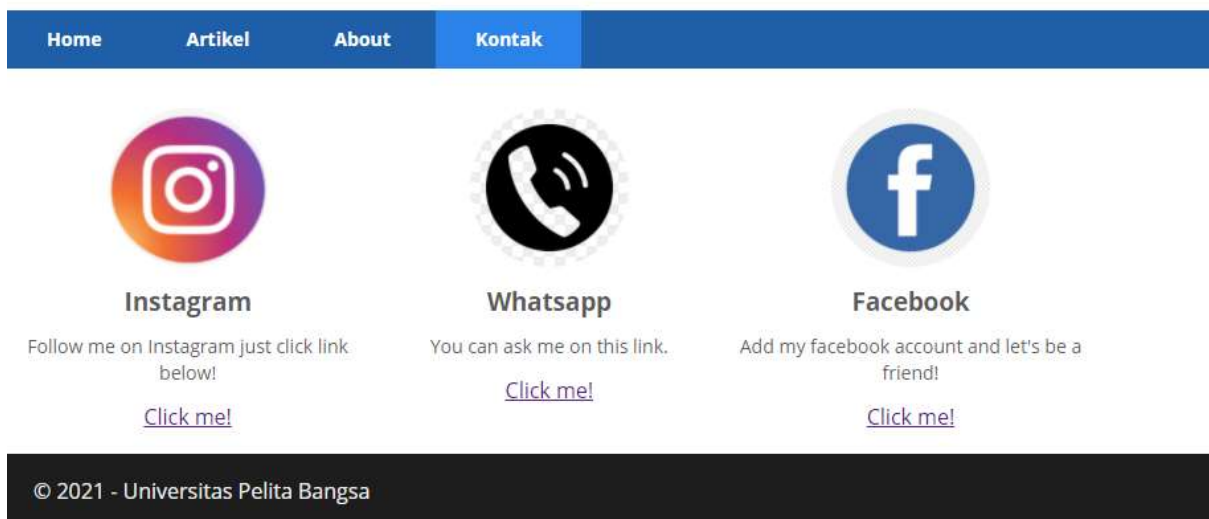 Home Artikel About Kontak
Instagram
Follow me on Instagram just click link
below!
Click me!
Whatsapp
You can ask me on this link.
Click me!
Facebook
Add my facebook account and let's be a
friend!
Click me!
© 2021 - Universitas Pelita Bangsa